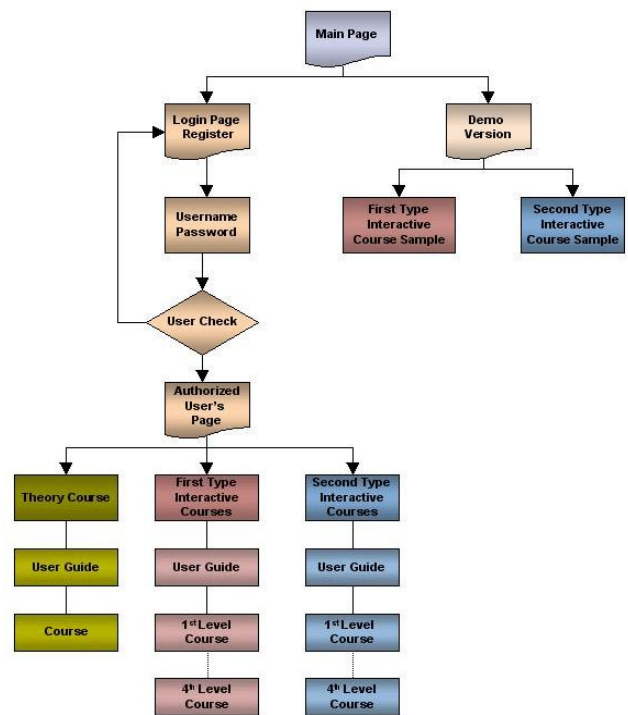 Main Page
Login Page
Register
Demo
Version
Username
Password
First Type
Interactive
Course Sample
Second Type
Interactive
Course Sample
User Check
Authorized
User's
Page
Theory Course
First Type
Interactive
Courses
Second Type
Interactive
Courses
User Guide
User Guide
User Guide
Course
1st Level
Course
1st Level
Course
4th Level
Course
4th Level
Course